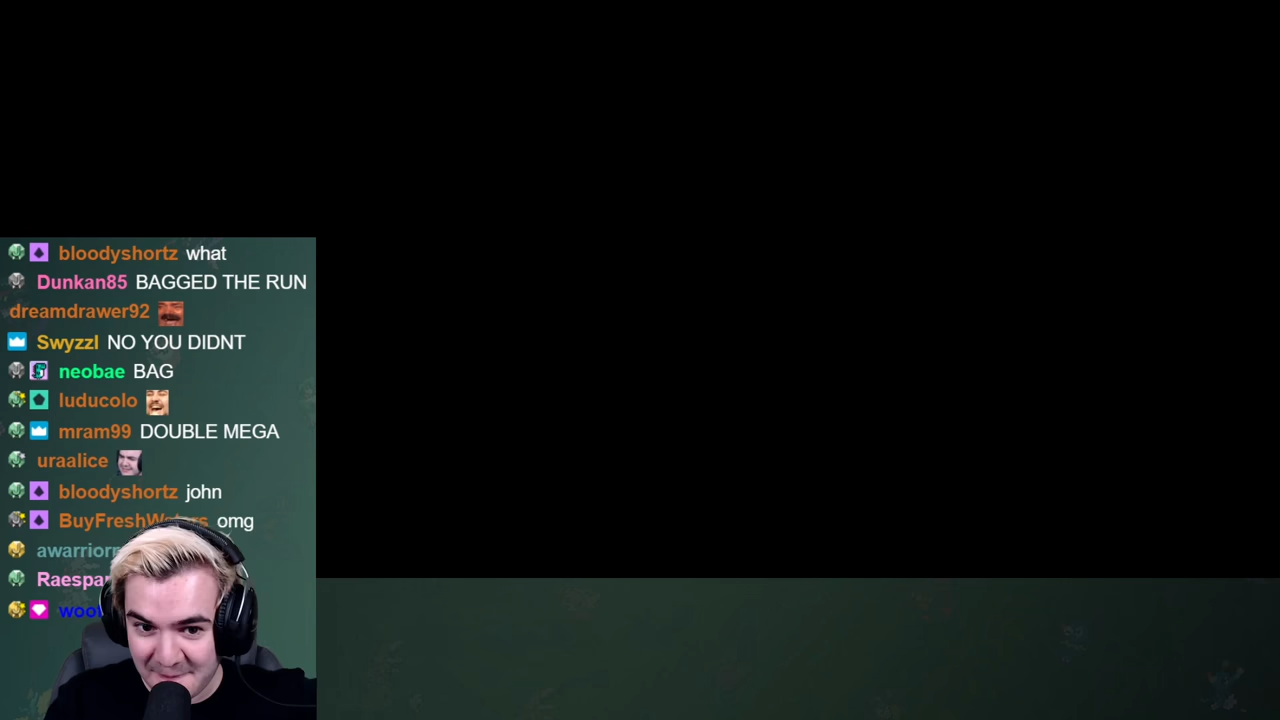 bloodyshortz what
Dunkan85 BAGGED THE RUN
dreamdrawer92
Swyzzl NO YOU DIDNT
neobae BAG
luducolo
mram99 DOUBLE MEGA
uraalice
bloodyshortz john
BuyFreshWaters omg